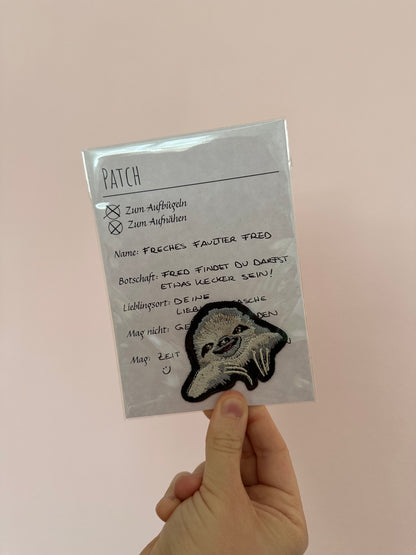 PATCH
Zum Aufbügeln
Zum Aufnähen
Name: FRECHES FAULTIER FRED
Botschaft: FRED FINDET DU DARFST
ETWAS KECKER SEIN!
Lieblingsort: DEINE
Mag nicht:
Mag: ZEIT